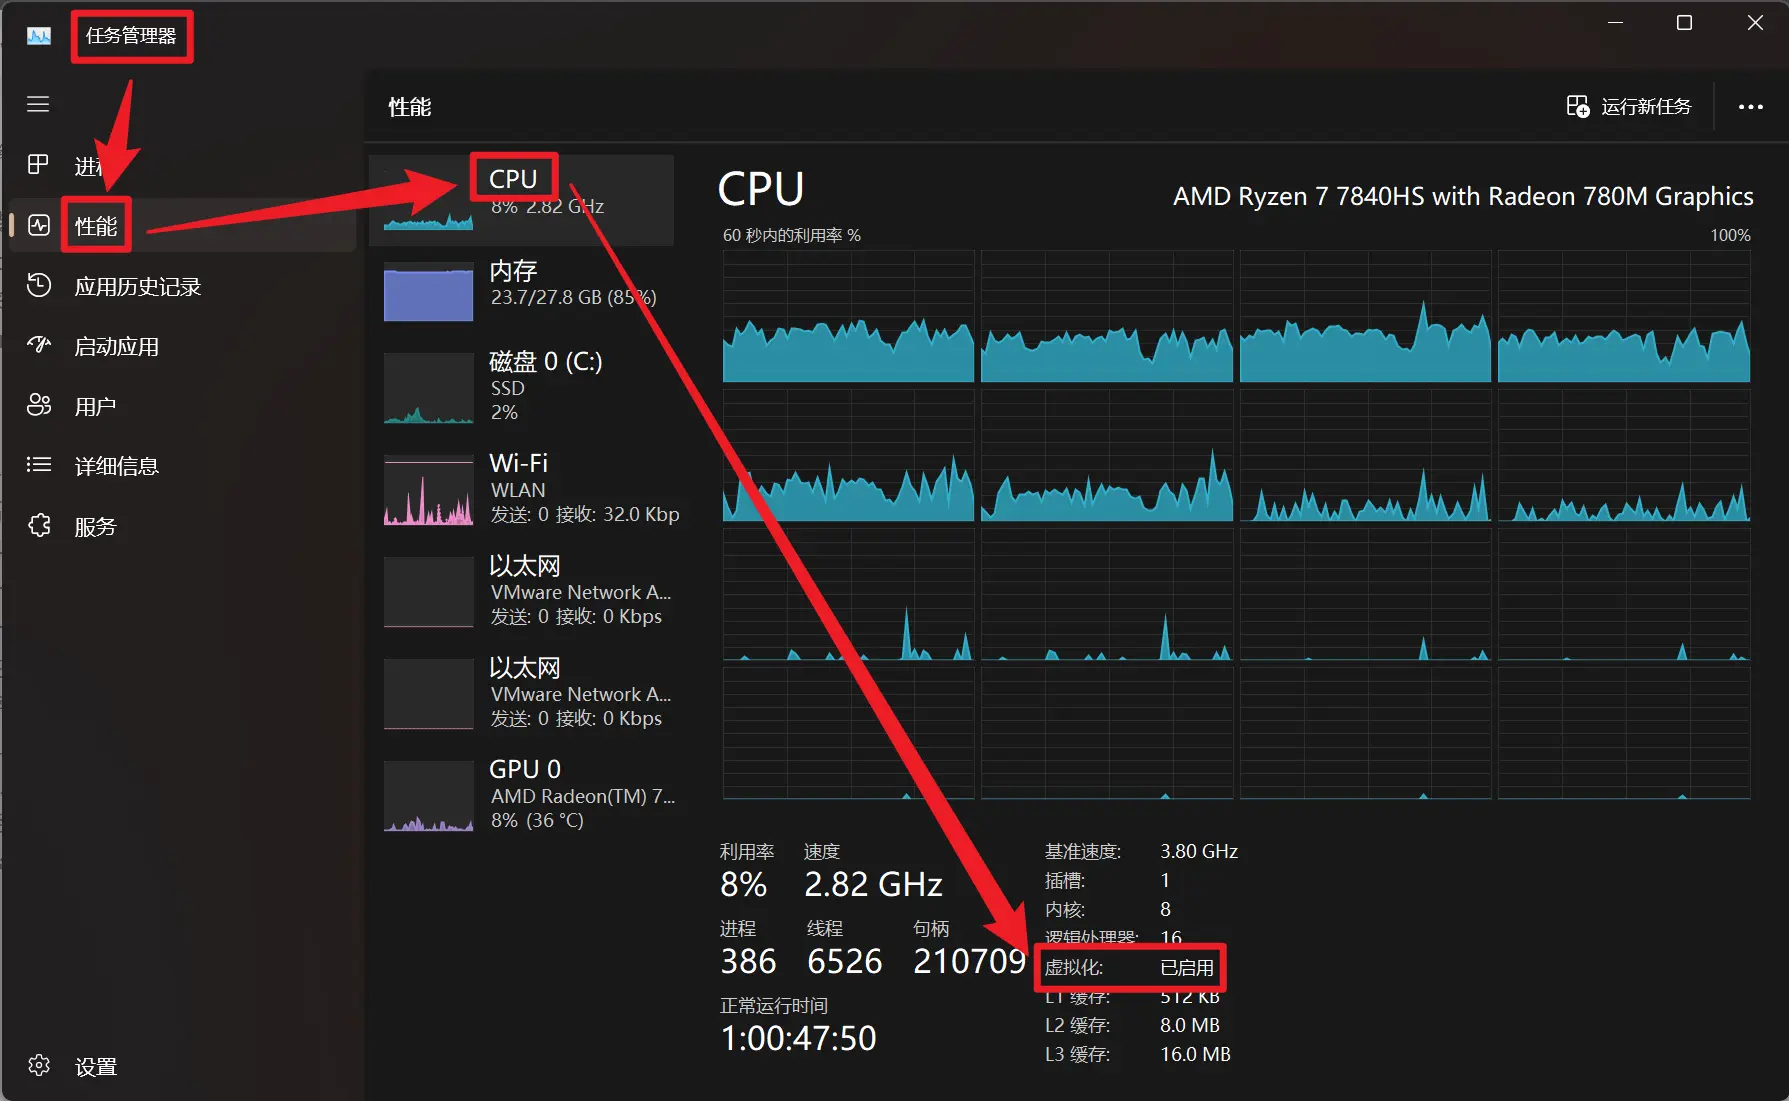 任务管理器
性能
运行新任务
进程
性能
应用历史记录
启动应用
用户
详细信息
服务
设置
CPU
8% 2.82 GHz
内存
23.7/27.8 GB (85%)
磁盘 0 (C:)
SSD
2%
Wi-Fi
WLAN
发送: 0 接收: 32.0 Kbp
以太网
VMware Network A...
发送: 0 接收: 0 Kbps
以太网
VMware Network A...
发送: 0 接收: 0 Kbps
GPU 0
AMD Radeon(TM) 7...
8% (36 °C)
CPU
AMD Ryzen 7 7840HS with Radeon 780M Graphics
60 秒内的利用率 %
100%
利用率 速度
8% 2.82 GHz
进程 线程 句柄
386 6526 210709
正常运行时间
1:00:47:50
基准速度: 3.80 GHz
插槽: 1
内核: 8
逻辑处理器: 16
虚拟化: 已启用
L1 缓存: 512 KB
L2 缓存: 8.0 MB
L3 缓存: 16.0 MB